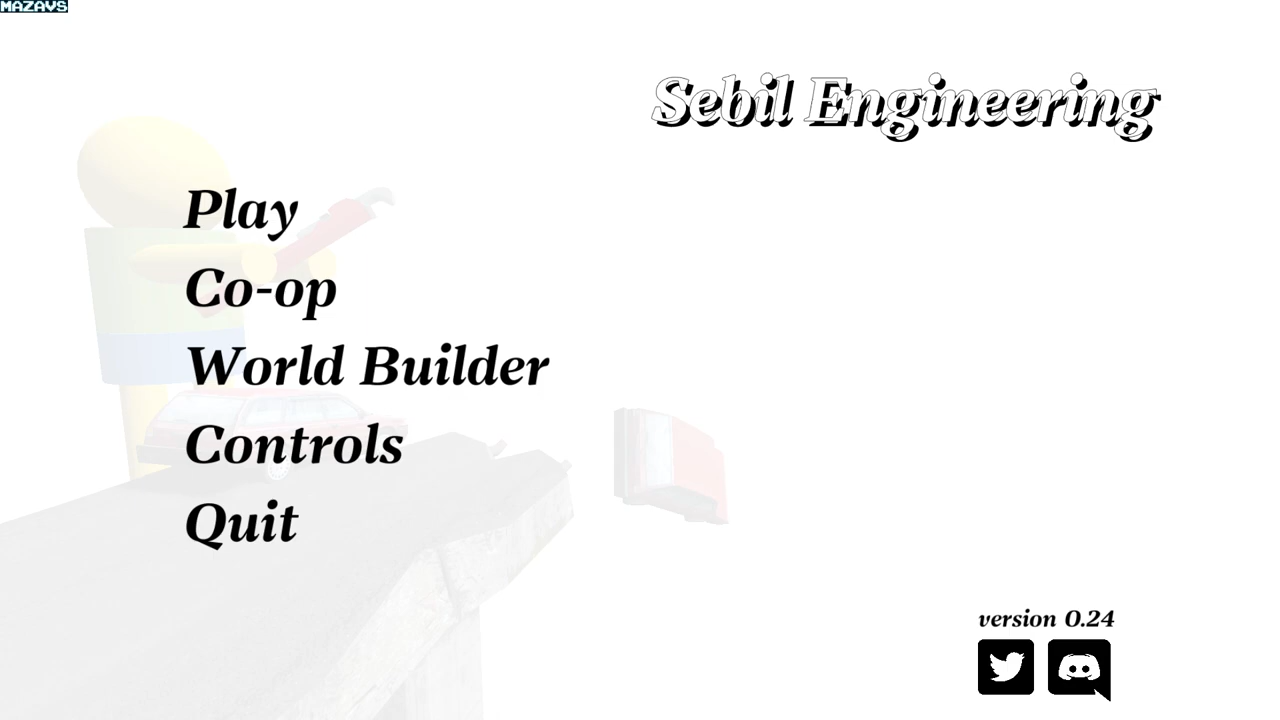 MAZAVS
Sebil Engineering
Play
Co-op
World Builder
Controls
Quit
version 0.24